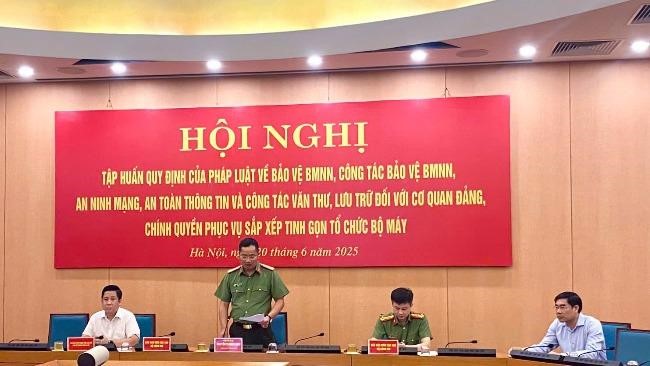 HỘI NGHỊ
TẬP HUẤN QUY ĐỊNH CỦA PHÁP LUẬT VỀ BẢO VỆ BMNN, CÔNG TÁC BẢO VỆ BMNN,
AN NINH MẠNG, AN TOÀN THÔNG TIN VÀ CÔNG TÁC VĂN THƯ, LƯU TRỮ ĐỐI VỚI CƠ QUAN ĐẢNG,
CHÍNH QUYỀN PHỤC VỤ SẮP XẾP TINH GỌN TỔ CHỨC BỘ MÁY
Hà Nội, ngày 20 tháng 6 năm 2025